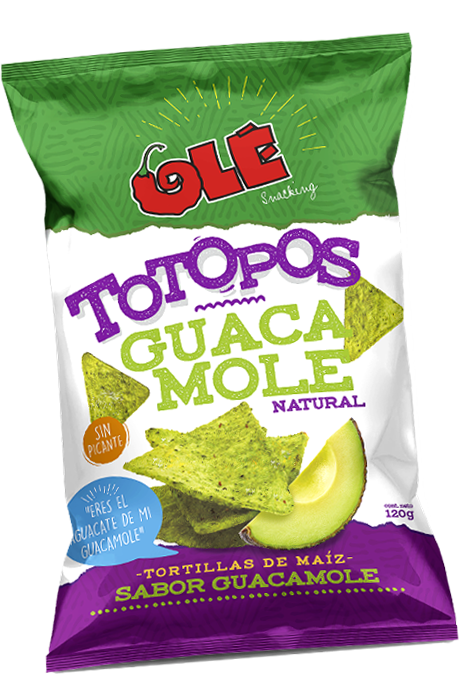 OLÉ
Snacking
TOTOPOS
GUACA
MOLE
NATURAL
SIN
PICANTE
"ERES EL
AGUACATE DE MI
GUACAMOLE"
cont. neto
120g
-TORTILLAS DE MAÍZ-
SABOR GUACAMOLE